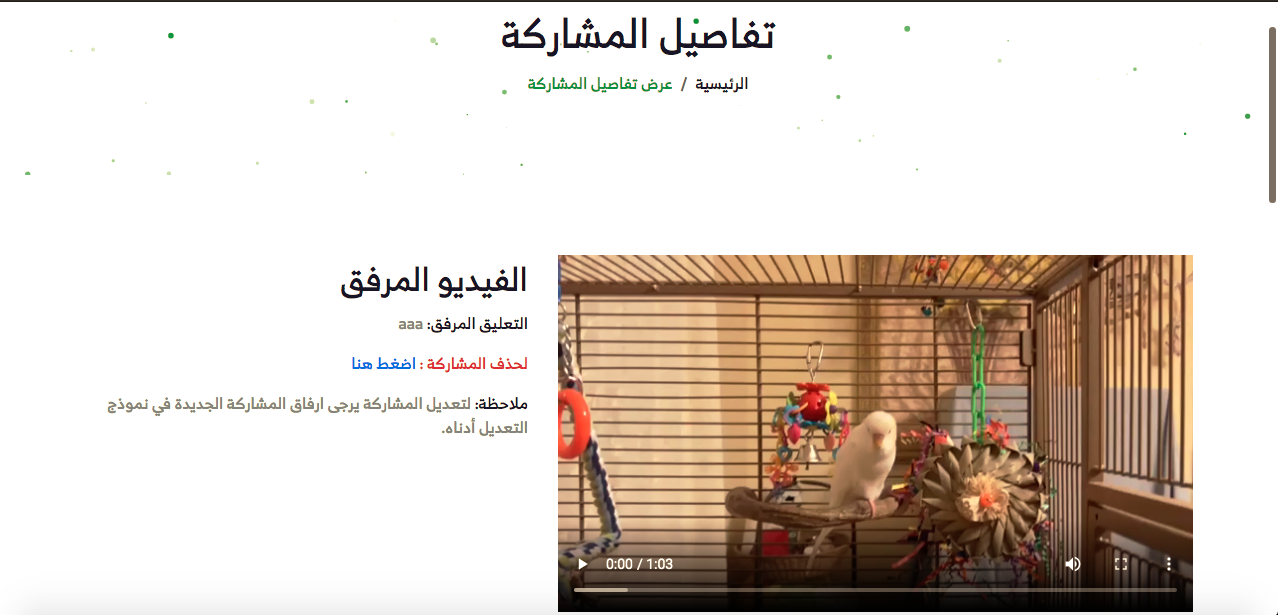 تفاصيل المشاركة
الرئيسية / عرض تفاصيل المشاركة
الفيديو المرفق
التعليق المرفق: aaa
لحذف المشاركة : اضغط هنا
ملاحظة: لتعديل المشاركة يرجى ارفاق المشاركة الجديدة في نموذج
التعديل أدناه.
0:00 / 1:03